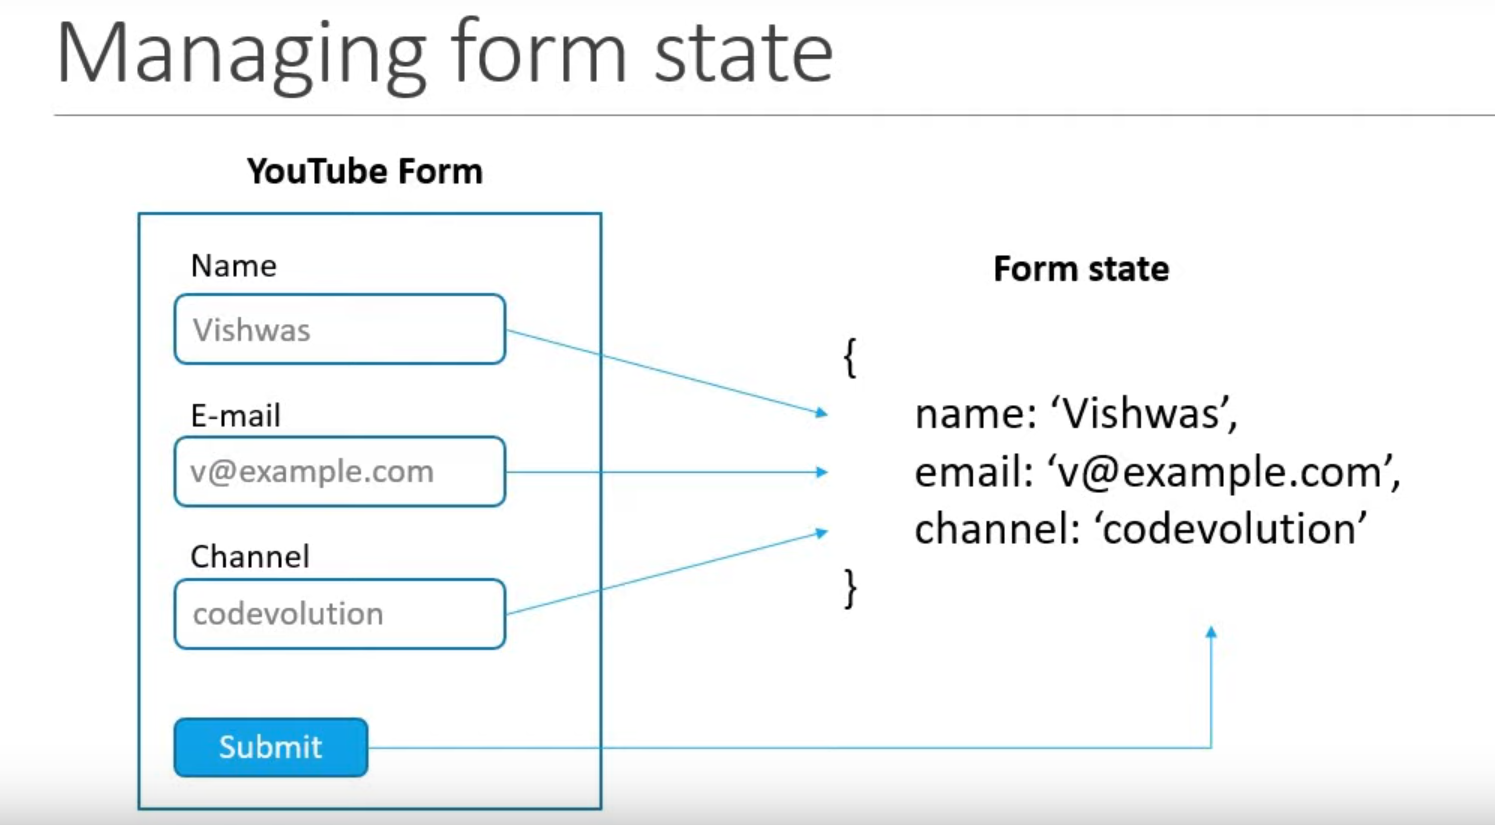 Managing form state
YouTube Form
Name
Vishwas
E-mail
v@example.com
Channel
codevolution
Submit
Form state
{
name: ‘Vishwas’,
email: ‘v@example.com’,
channel: ‘codevolution’
}